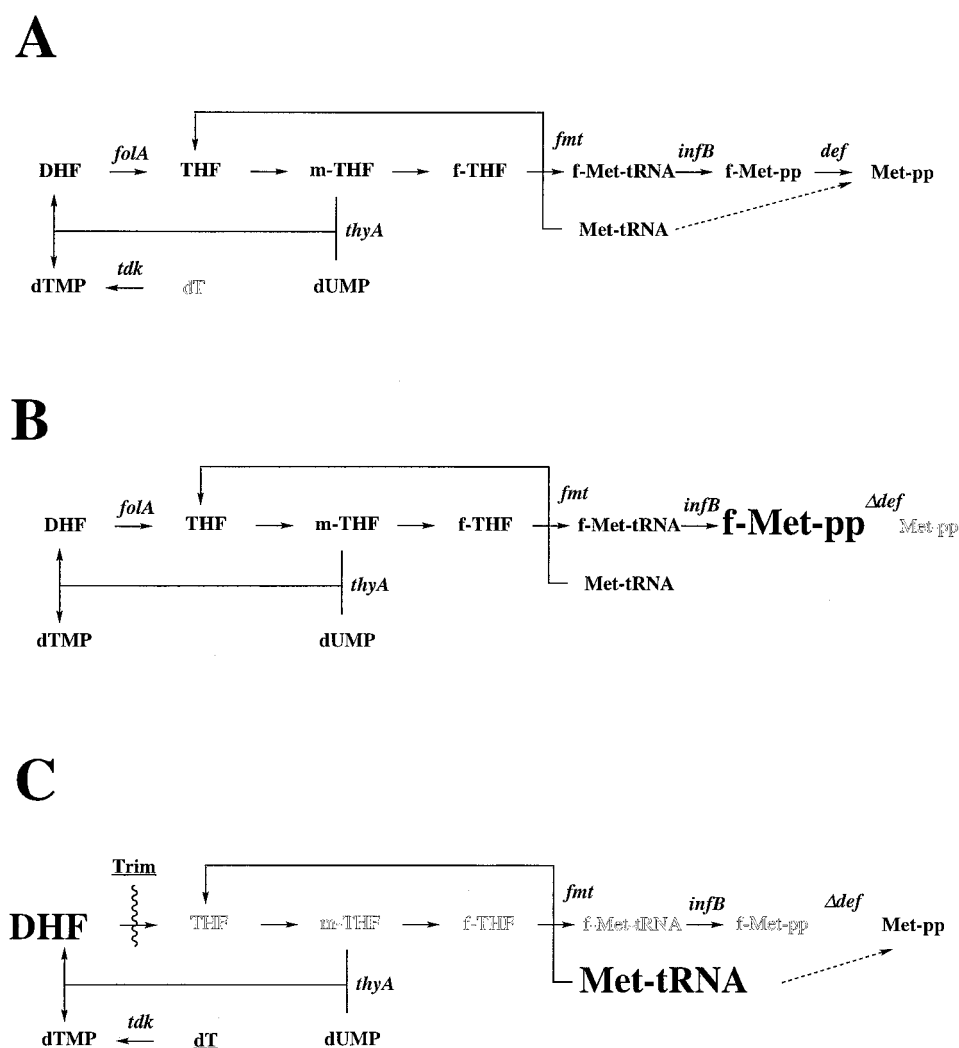 A
fmt
folA infB def
DHF THF m-THF f-THF f-Met-tRNA f-Met-pp Met-pp
thyA Met-tRNA
tdk
dTMP dT dUMP
B
fmt
folA infB Δdef
DHF THF m-THF f-THF f-Met-tRNA f-Met-pp Met-pp
thyA Met-tRNA
dTMP dUMP
C
Trim
fmt infB Δdef
DHF THF m-THF f-THF f-Met-tRNA f-Met-pp Met-pp
thyA Met-tRNA
tdk
dTMP dT dUMP